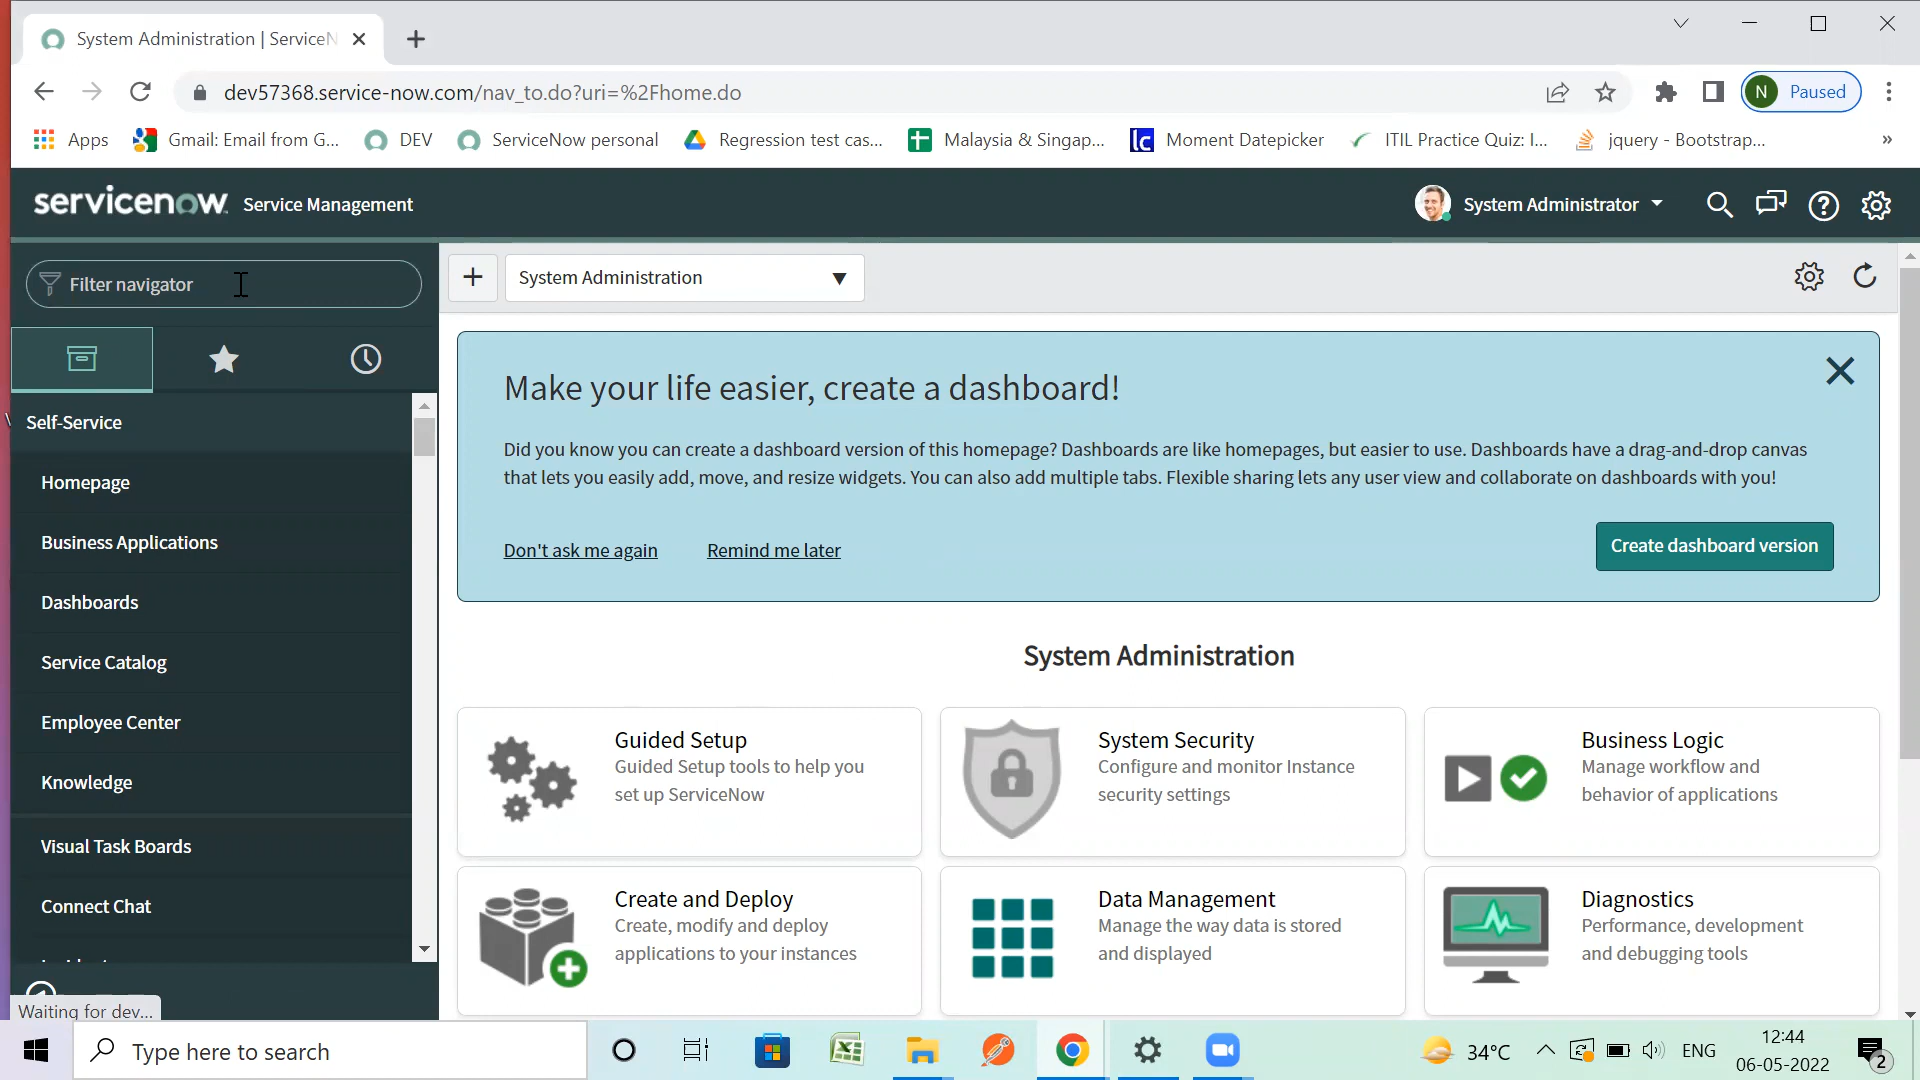 System Administration | ServiceN
dev57368.service-now.com/nav_to.do?uri=%2Fhome.do
N Paused
Apps
Gmail: Email from G...
DEV
ServiceNow personal
Regression test cas...
Malaysia & Singap...
lc Moment Datepicker
ITIL Practice Quiz: I...
jquery - Bootstrap...
»
servicenow. Service Management
System Administrator
Filter navigator
System Administration
Self-Service
Homepage
Business Applications
Dashboards
Service Catalog
Employee Center
Knowledge
Visual Task Boards
Connect Chat
Waiting for dev...
Make your life easier, create a dashboard!
Did you know you can create a dashboard version of this homepage? Dashboards are like homepages, but easier to use. Dashboards have a drag-and-drop canvas
that lets you easily add, move, and resize widgets. You can also add multiple tabs. Flexible sharing lets any user view and collaborate on dashboards with you!
Don't ask me again
Remind me later
Create dashboard version
System Administration
Guided Setup
Guided Setup tools to help you
set up ServiceNow
System Security
Configure and monitor Instance
security settings
Business Logic
Manage workflow and
behavior of applications
Create and Deploy
Create, modify and deploy
applications to your instances
Data Management
Manage the way data is stored
and displayed
Diagnostics
Performance, development
and debugging tools
Type here to search
34°C
ENG
12:44
06-05-2022
2